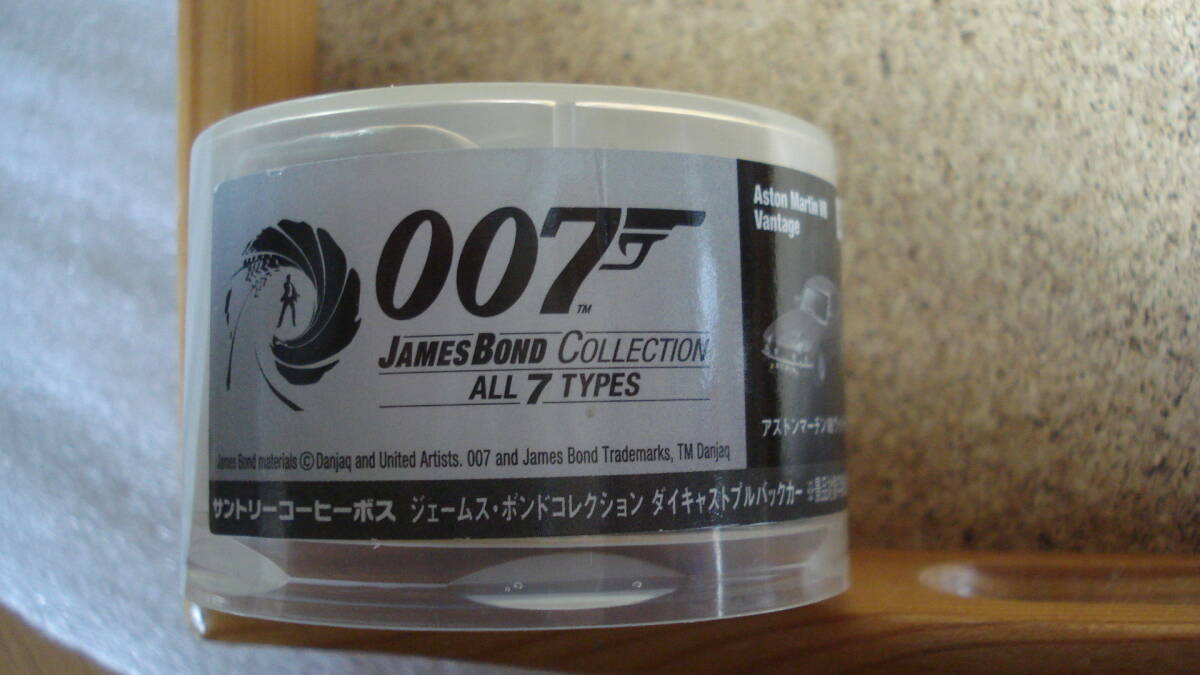 007
TM
JAMES BOND COLLECTION
ALL 7 TYPES
James Bond materials ©Danjaq and United Artists. 007 and James Bond Trademarks, TM Danjaq
サントリーコーヒーボス ジェームス・ボンドコレクション ダイキャストプルバックカー
Aston Martin V8
Vantage
アストンマーチン